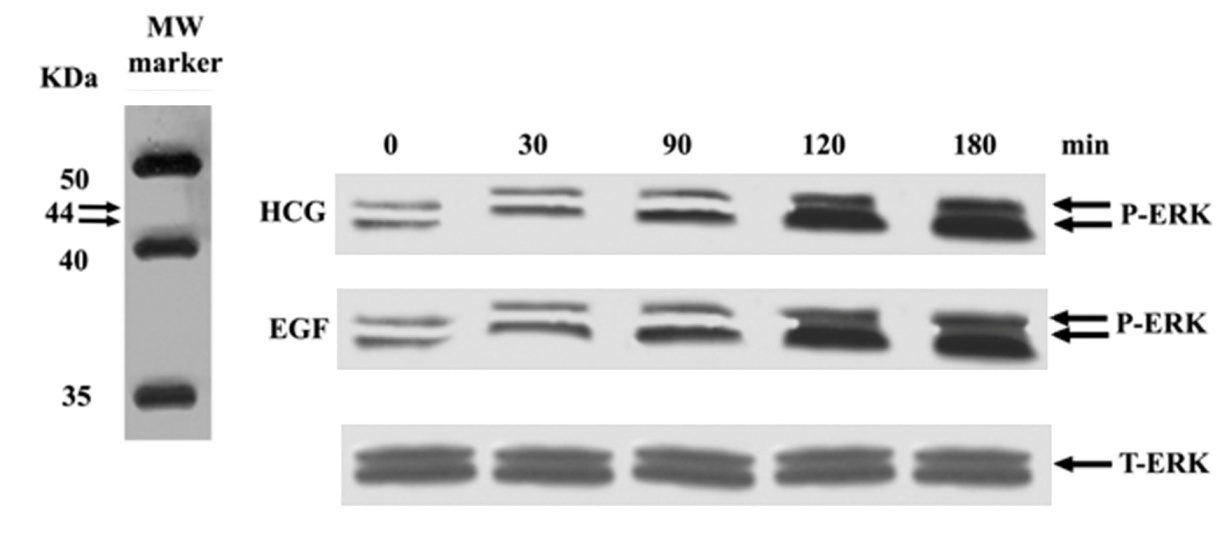 MW
marker
KDa
50
44
40
35
0 30 90 120 180 min
HCG
P-ERK
EGF
P-ERK
T-ERK